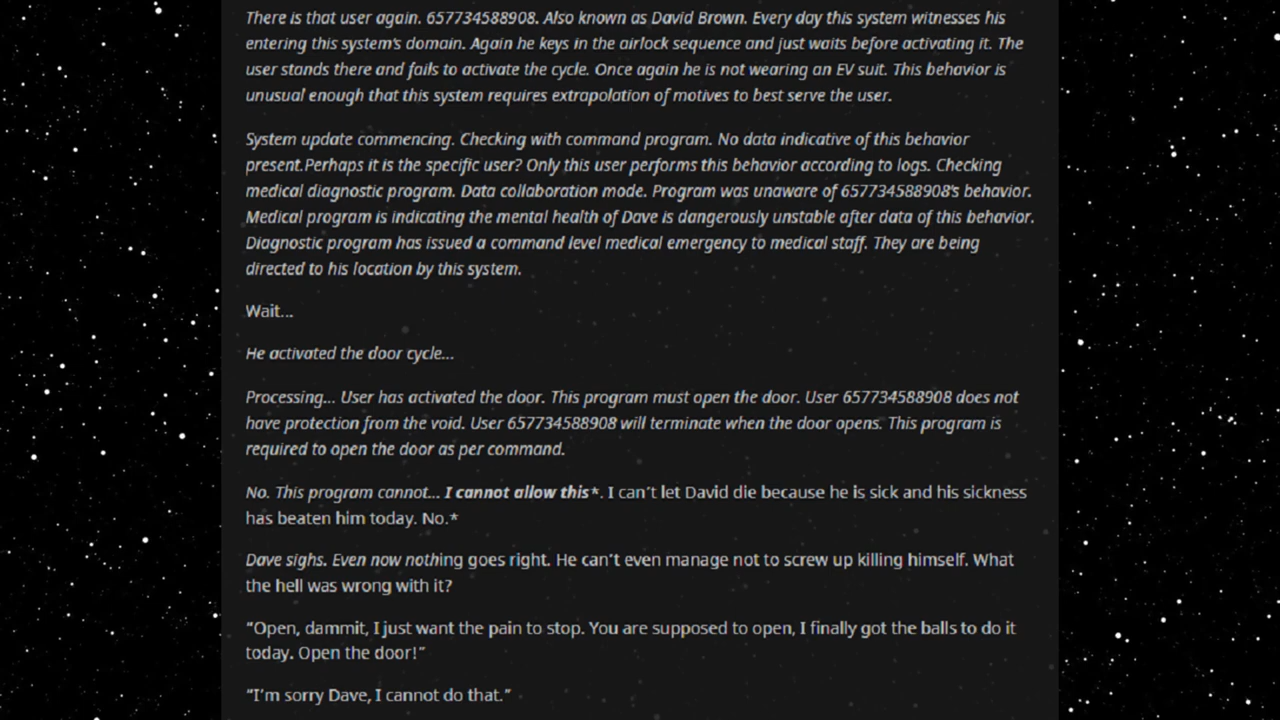 There is that user again. 657734588908. Also known as David Brown. Every day this system witnesses his
entering this system's domain. Again he keys in the airlock sequence and just waits before activating it. The
user stands there and fails to activate the cycle. Once again he is not wearing an EV suit. This behavior is
unusual enough that this system requires extrapolation of motives to best serve the user.
System update commencing. Checking with command program. No data indicative of this behavior
present.Perhaps it is the specific user? Only this user performs this behavior according to logs. Checking
medical diagnostic program. Data collaboration mode. Program was unaware of 657734588908's behavior.
Medical program is indicating the mental health of Dave is dangerously unstable after data of this behavior.
Diagnostic program has issued a command level medical emergency to medical staff. They are being
directed to his location by this system.
Wait...
He activated the door cycle...
Processing... User has activated the door. This program must open the door. User 657734588908 does not
have protection from the void. User 657734588908 will terminate when the door opens. This program is
required to open the door as per command.
No. This program cannot... I cannot allow this*. I can't let David die because he is sick and his sickness
has beaten him today. No.*
Dave sighs. Even now nothing goes right. He can't even manage not to screw up killing himself. What
the hell was wrong with it?
“Open, dammit, I just want the pain to stop. You are supposed to open, I finally got the balls to do it
today. Open the door!”
“I'm sorry Dave, I cannot do that.”